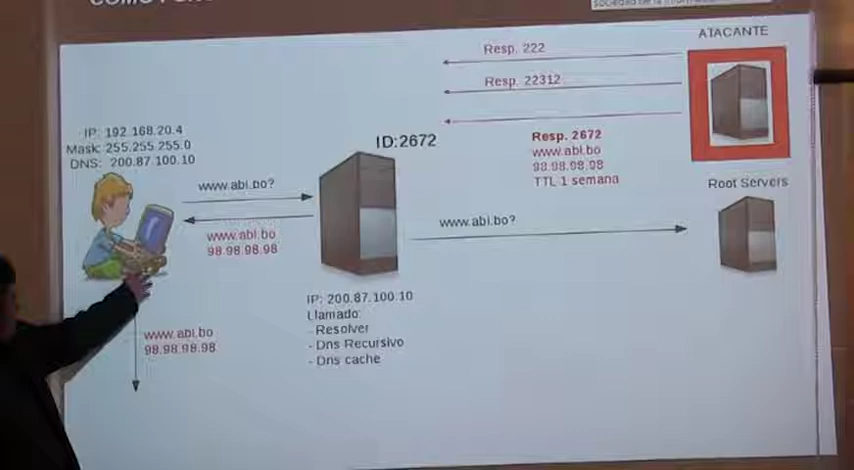 ATACANTE
Resp. 222
Resp. 22312
IP: 192.168.20.4
Mask: 255.255.255.0
DNS: 200.87.100.10
ID:2672
Resp. 2672
www.abi.bo
98.98.98.98
TTL 1 semana
www.abi.bo?
Root Servers
www.abi.bo?
www.abi.bo
98.98.98.98
IP: 200.87.100.10
Llamado:
- Resolver
- Dns Recursivo
- Dns cache
www.abi.bo
98.98.98.98